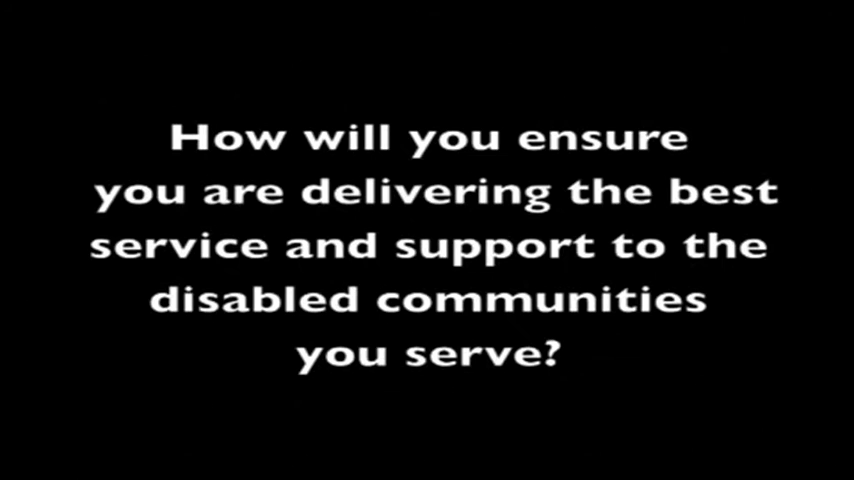 How will you ensure
you are delivering the best
service and support to the
disabled communities
you serve?